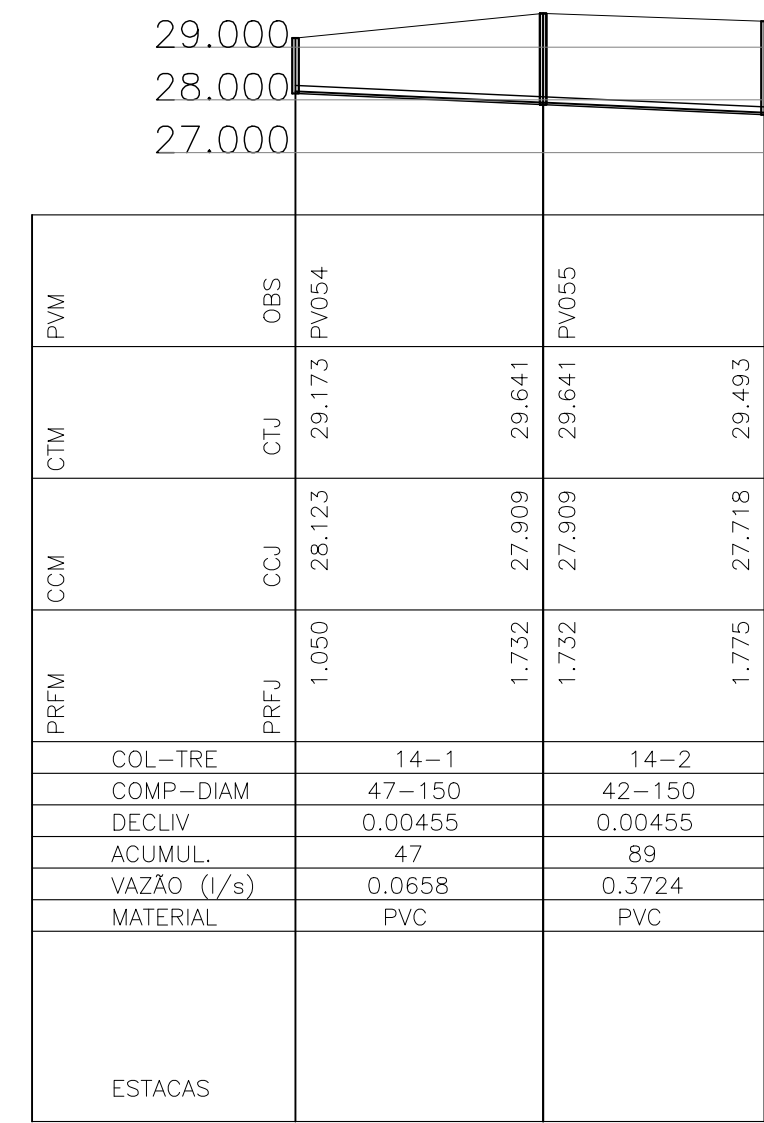 29.000
28.000
27.000
PVM OBS PV054 PV055
CTM CTJ 29.173 29.641 29.641 29.493
CCM CCJ 28.123 27.909 27.909 27.718
PRFM PRFJ 1.050 1.732 1.732 1.775
COL-TRE 14-1 14-2
COMP-DIAM 47-150 42-150
DECLIV 0.00455 0.00455
ACUMUL. 47 89
VAZÃO (l/s) 0.0658 0.3724
MATERIAL PVC PVC
ESTACAS